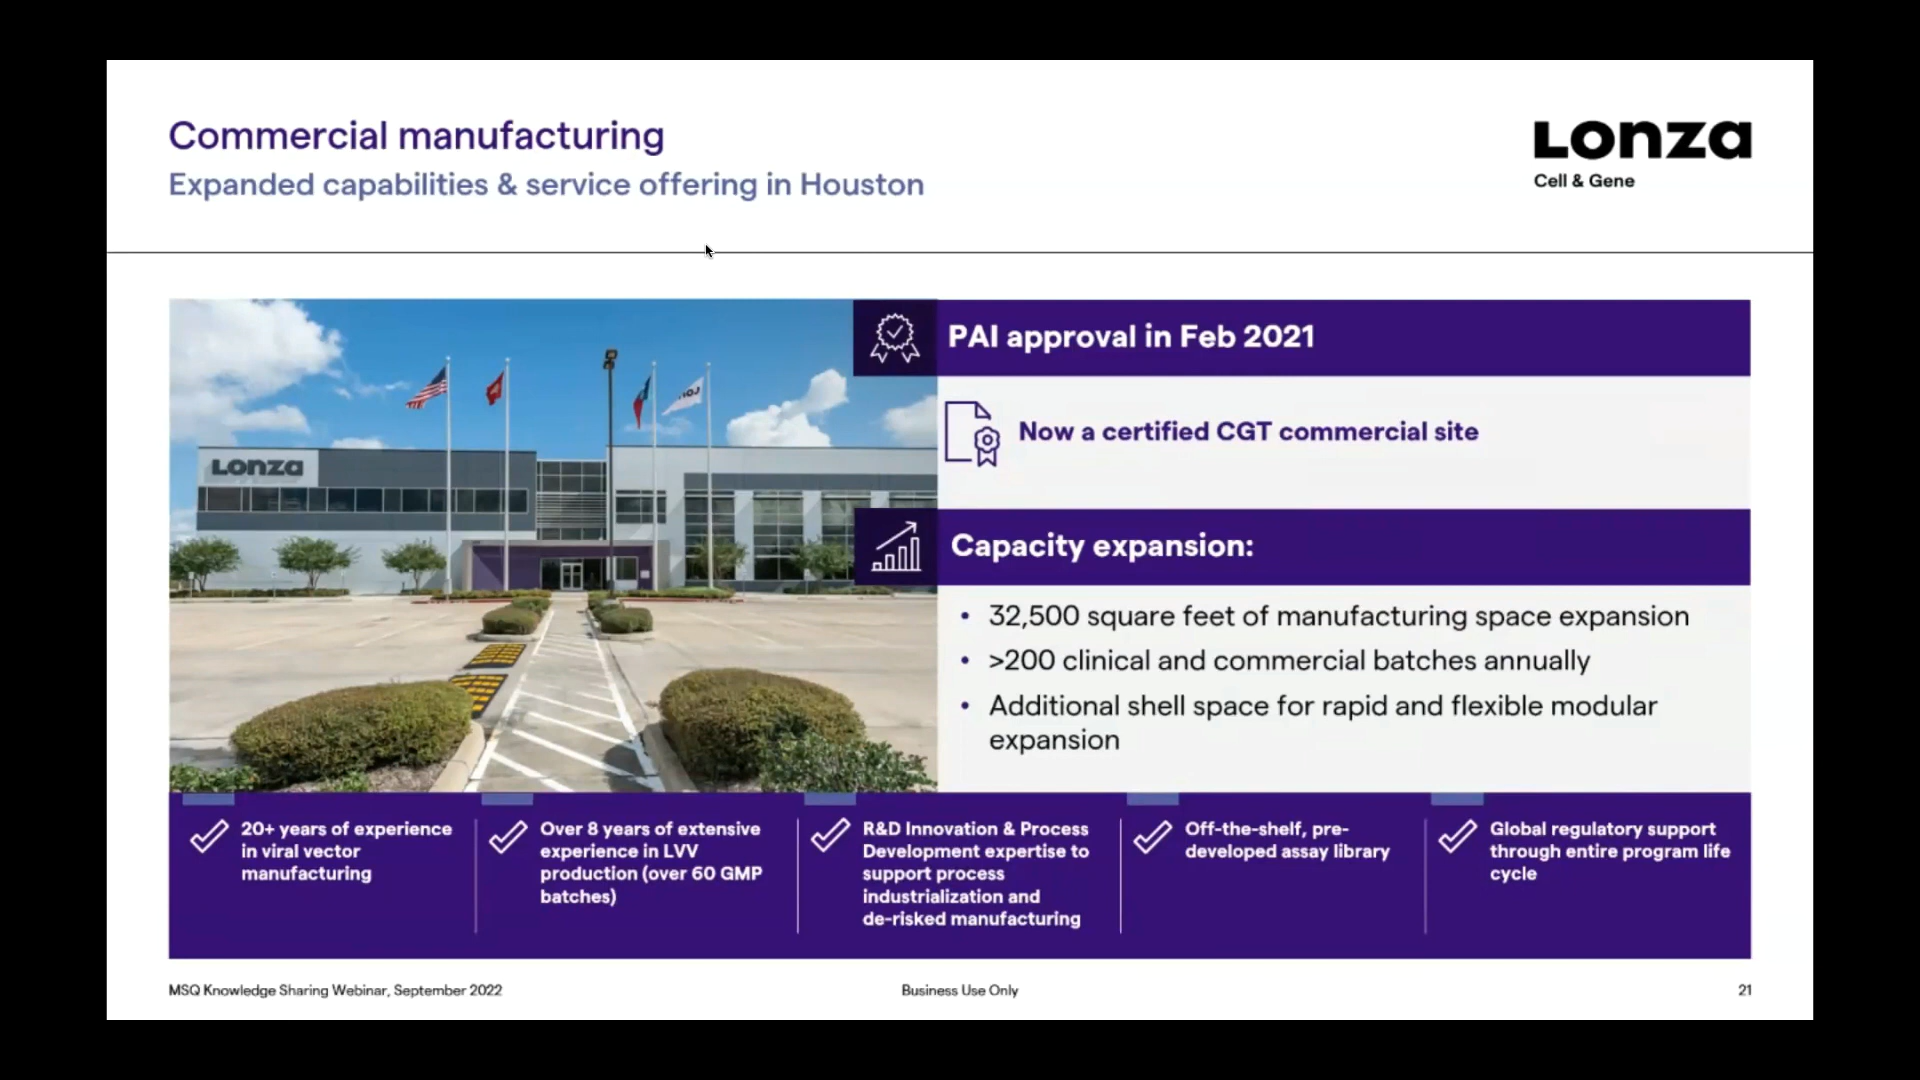 Commercial manufacturing
Expanded capabilities & service offering in Houston
Lonza
Cell & Gene
Lonza
PAI approval in Feb 2021
Now a certified CGT commercial site
Capacity expansion:
• 32,500 square feet of manufacturing space expansion
• >200 clinical and commercial batches annually
• Additional shell space for rapid and flexible modular
expansion
20+ years of experience
in viral vector
manufacturing
Over 8 years of extensive
experience in LVV
production (over 60 GMP
batches)
R&D Innovation & Process
Development expertise to
support process
industrialization and
de-risked manufacturing
Off-the-shelf, pre-
developed assay library
Global regulatory support
through entire program life
cycle
MSQ Knowledge Sharing Webinar, September 2022
Business Use Only
21